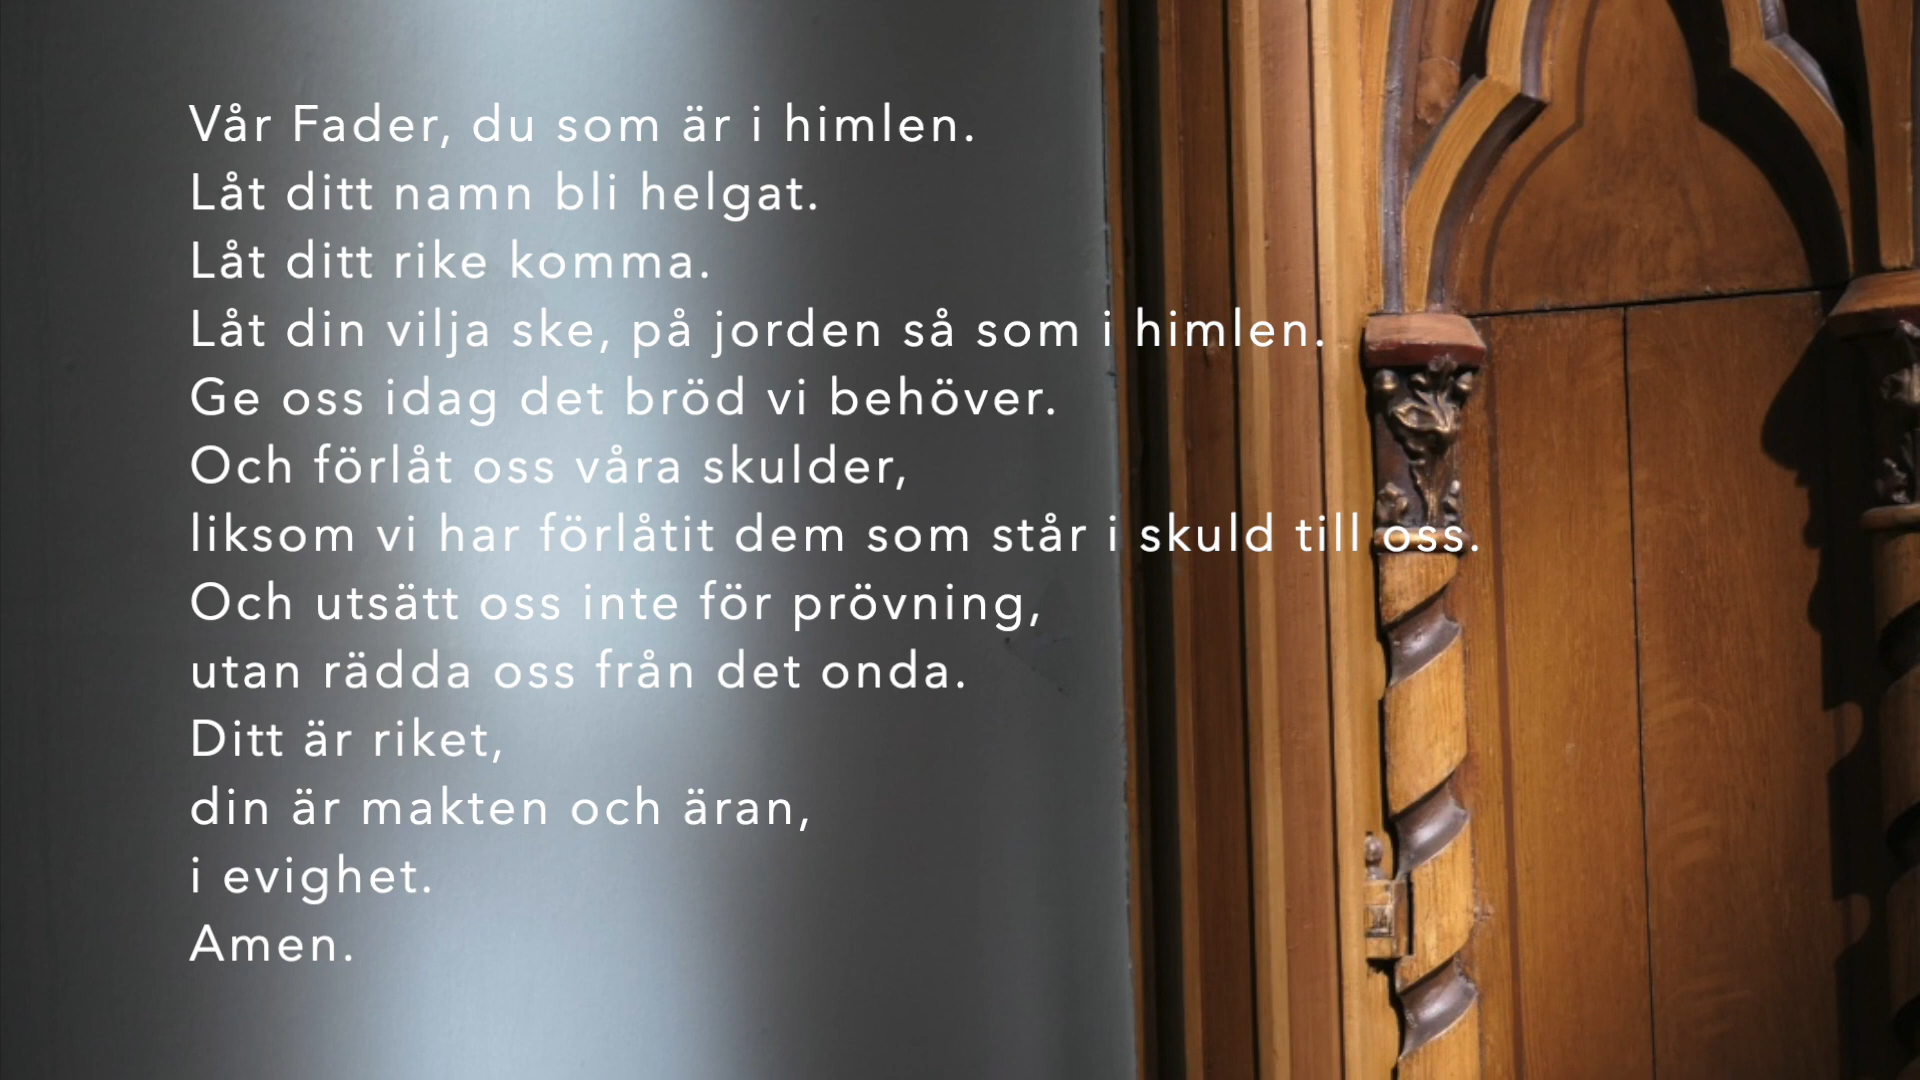 Vår Fader, du som är i himlen.
Låt ditt namn bli helgat.
Låt ditt rike komma.
Låt din vilja ske, på jorden så som i himlen.
Ge oss idag det bröd vi behöver.
Och förlåt oss våra skulder,
liksom vi har förlåtit dem som står i skuld till oss.
Och utsätt oss inte för prövning,
utan rädda oss från det onda.
Ditt är riket,
din är makten och äran,
i evighet.
Amen.